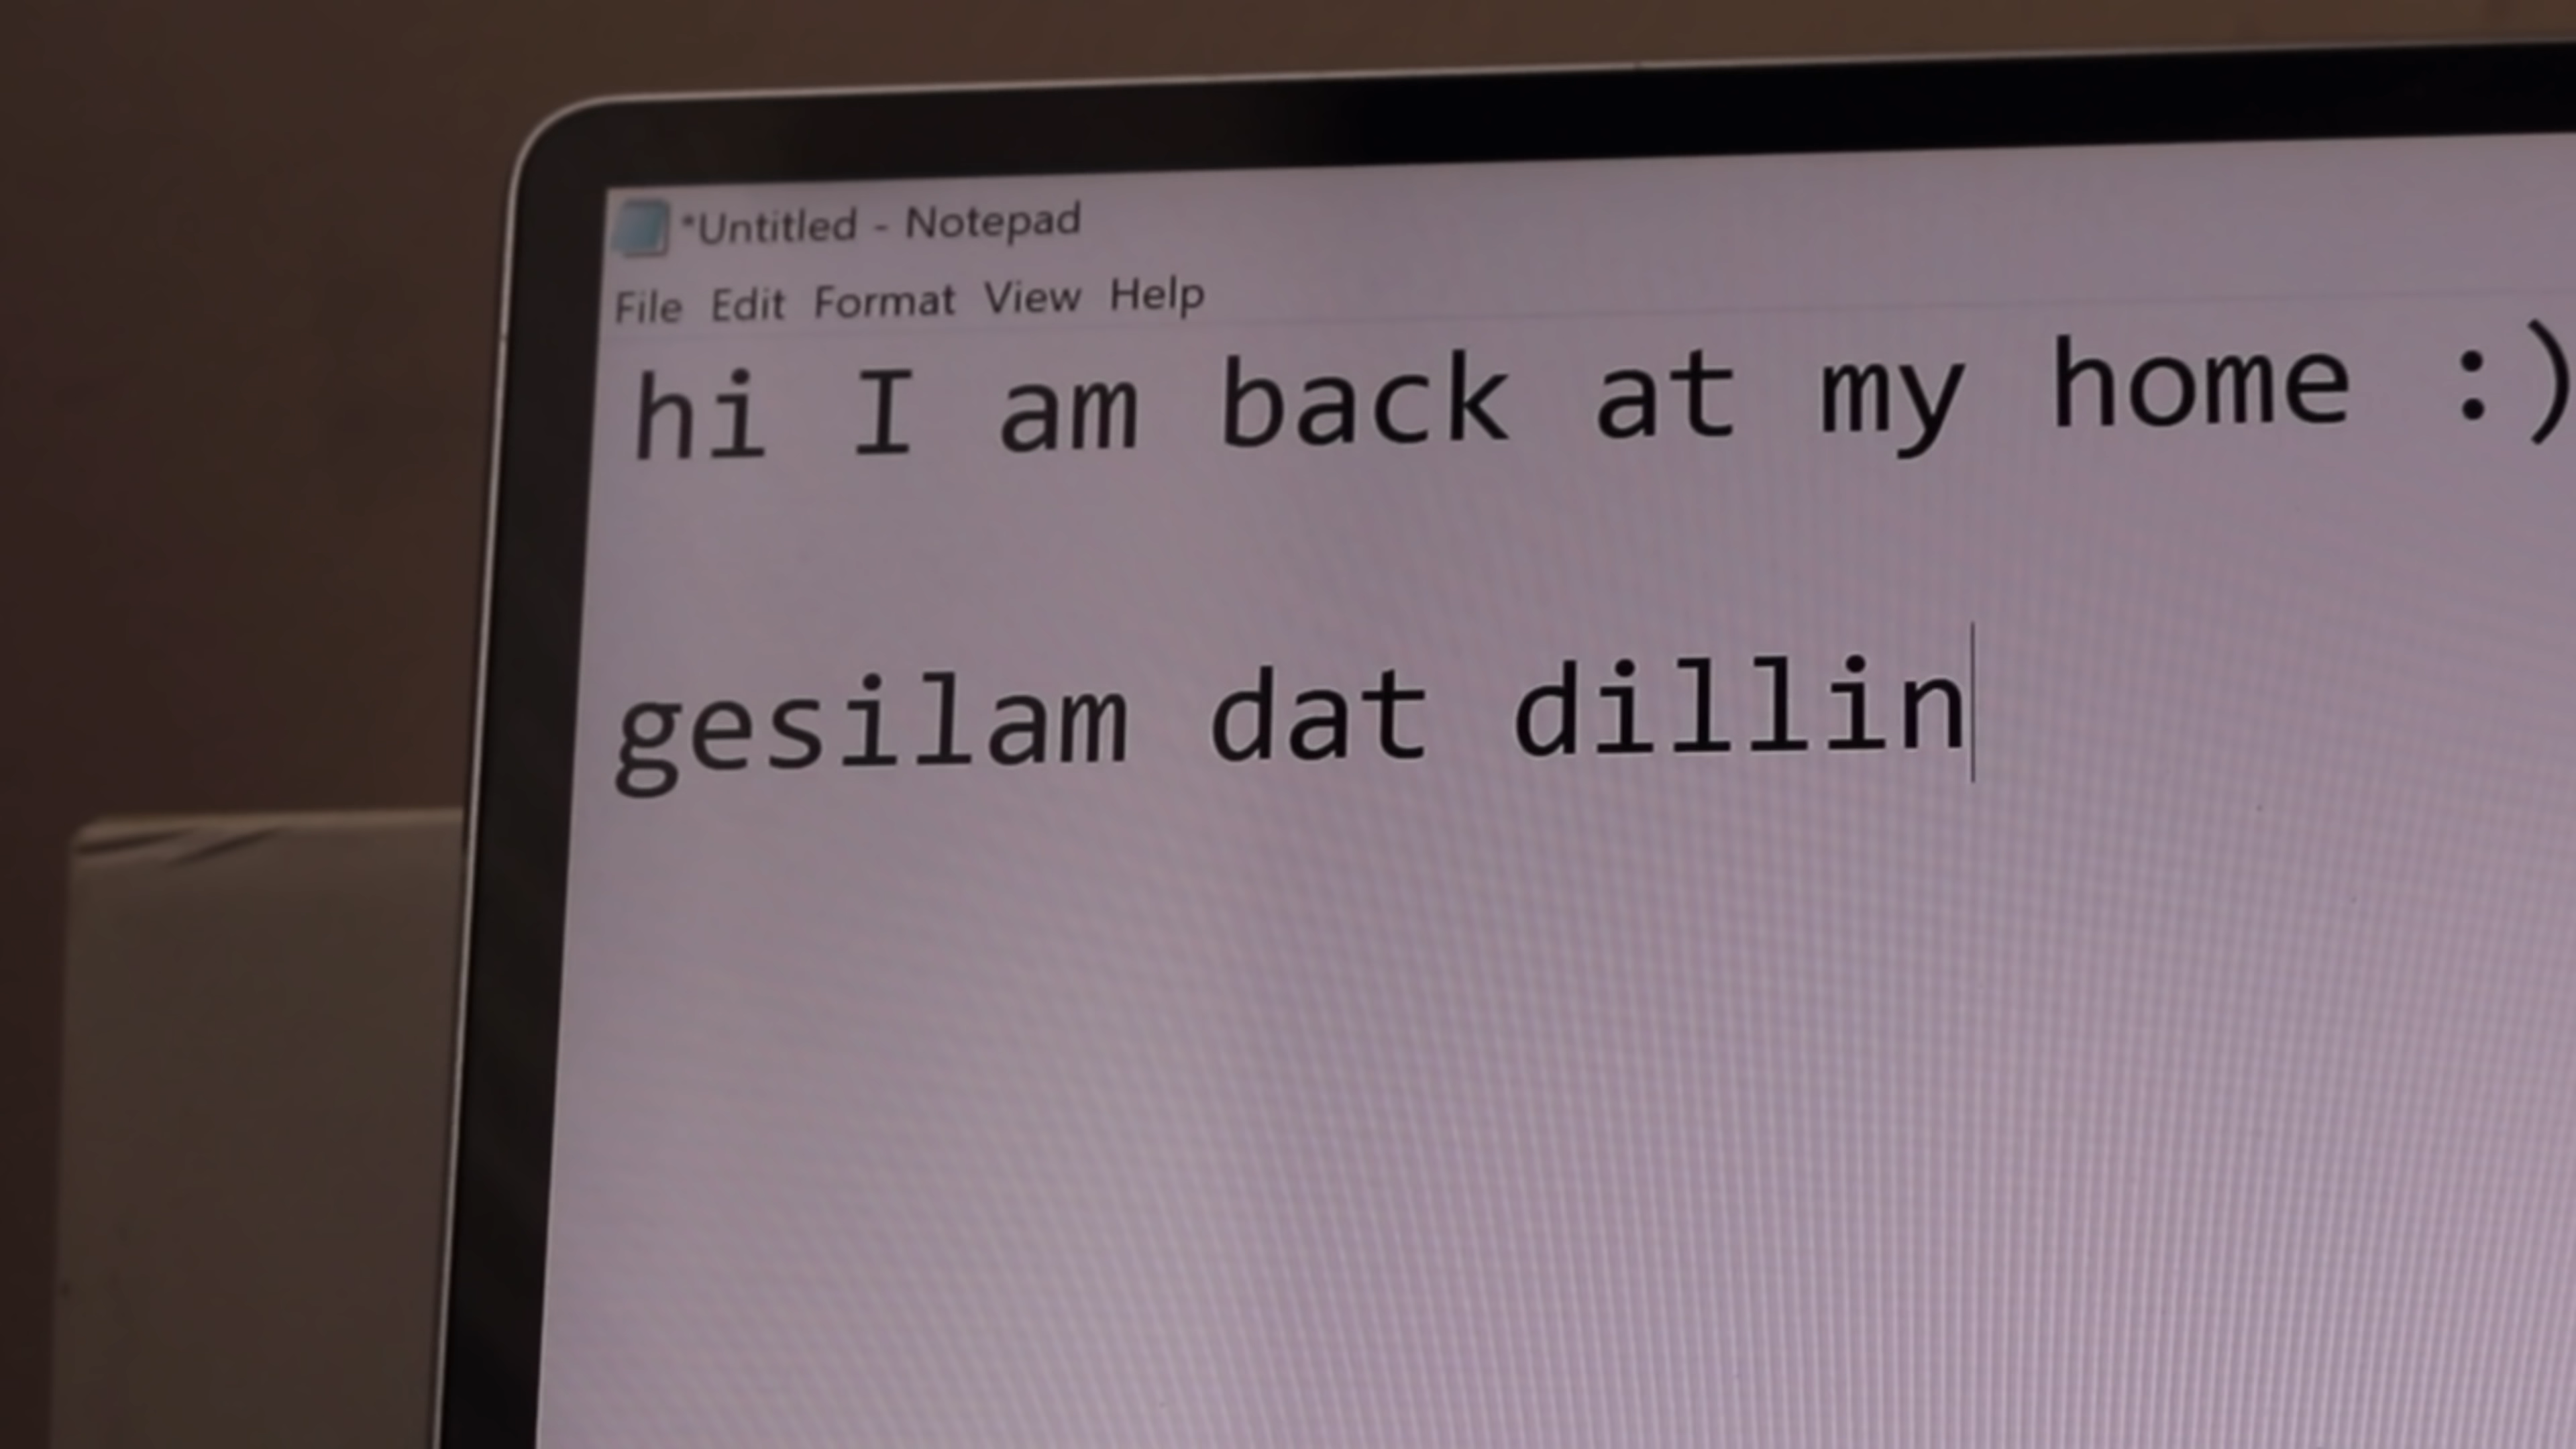 *Untitled - Notepad
File Edit Format View Help
hi I am back at my home :)
gesilam dat dillin